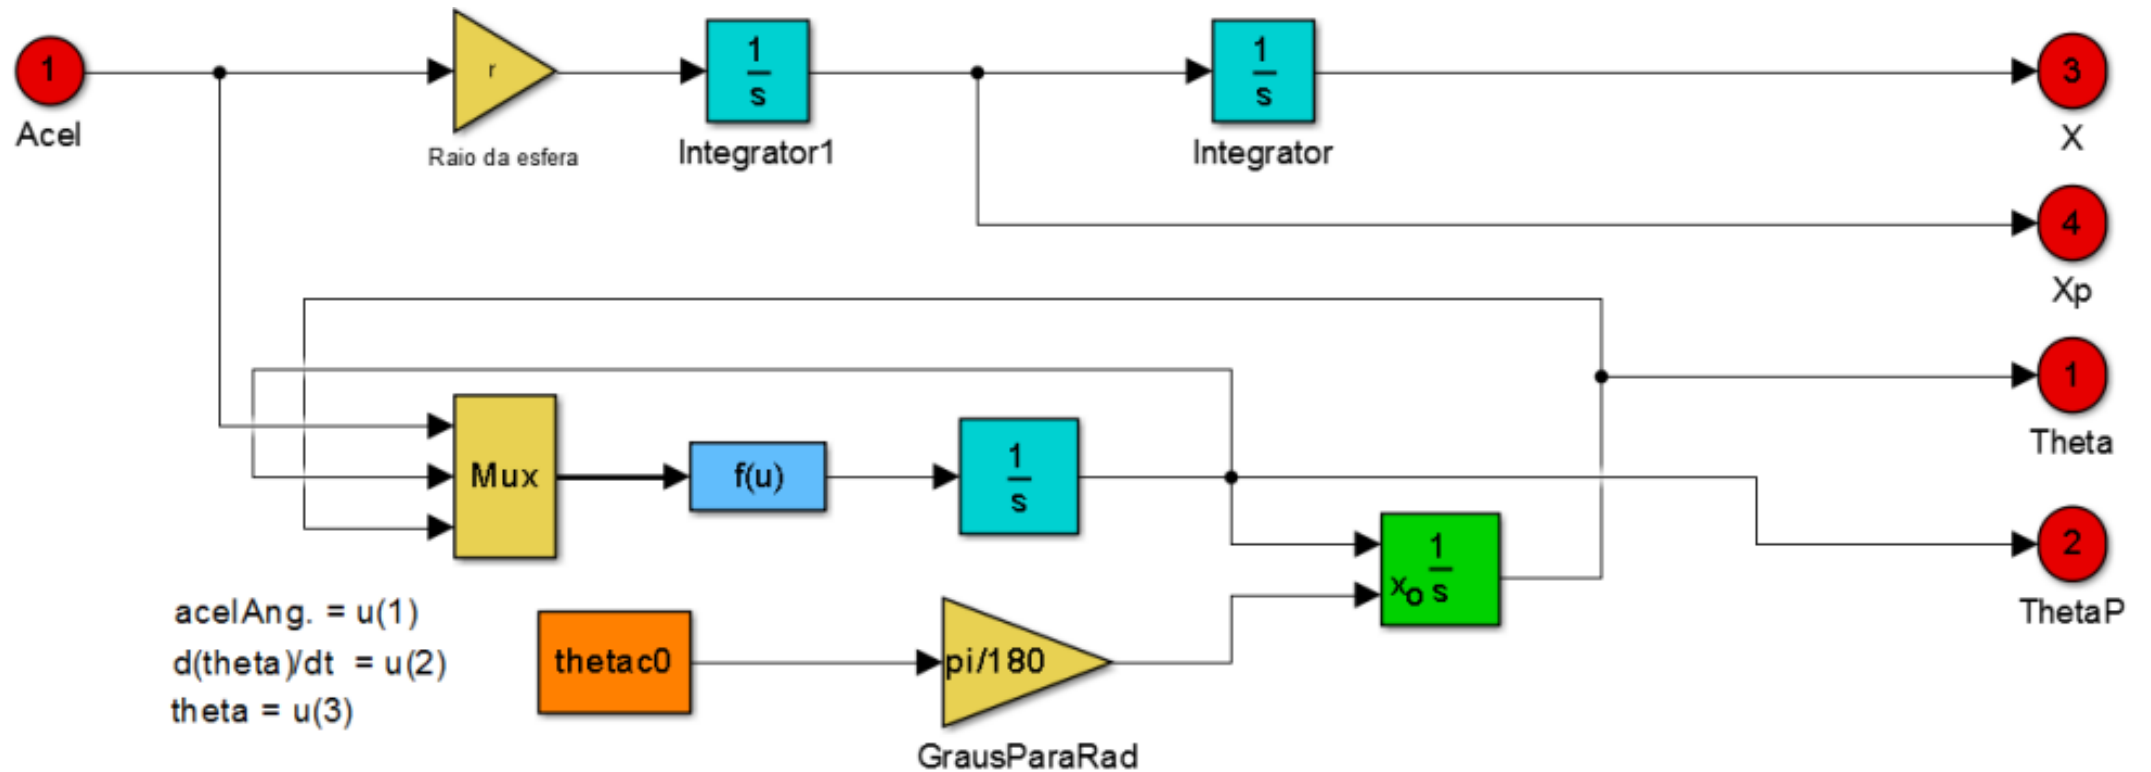 1
Acel
r
Raio da esfera
1
s
Integrator1
1
s
Integrator
3
X
4
Xp
1
Theta
2
ThetaP
Mux
f(u)
1
s
xo 1
s
acelAng. = u(1)
d(theta)/dt = u(2)
theta = u(3)
thetac0
pi/180
GrausParaRad